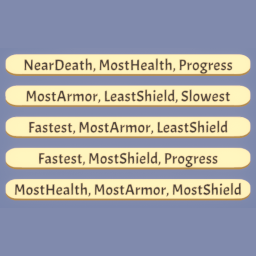 NearDeath, MostHealth, Progress
MostArmor, LeastShield, Slowest
Fastest, MostArmor, LeastShield
Fastest, MostShield, Progress
MostHealth, MostArmor, MostShield